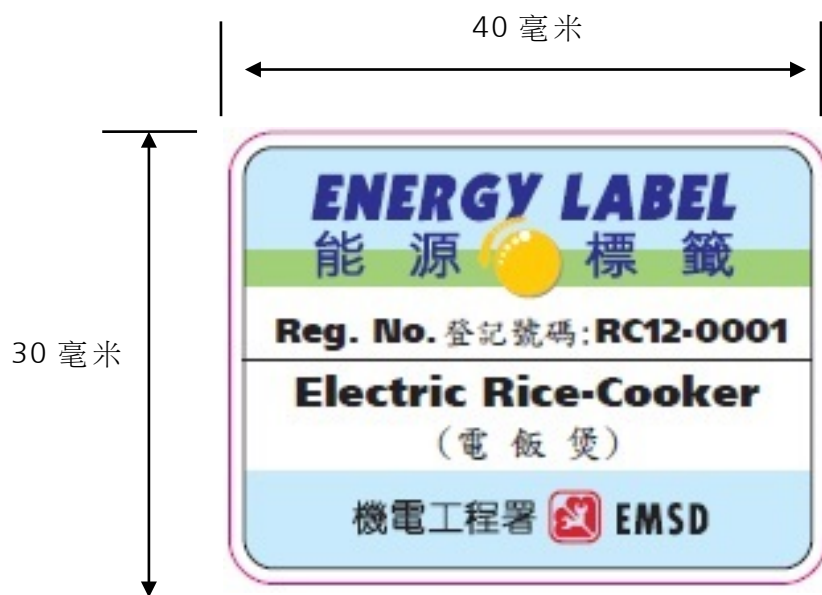 40 毫米
ENERGY LABEL
能源標籤
Reg. No. 登記號碼:RC12-0001
30 毫米
Electric Rice-Cooker
(電飯煲)
機電工程署 EMSD